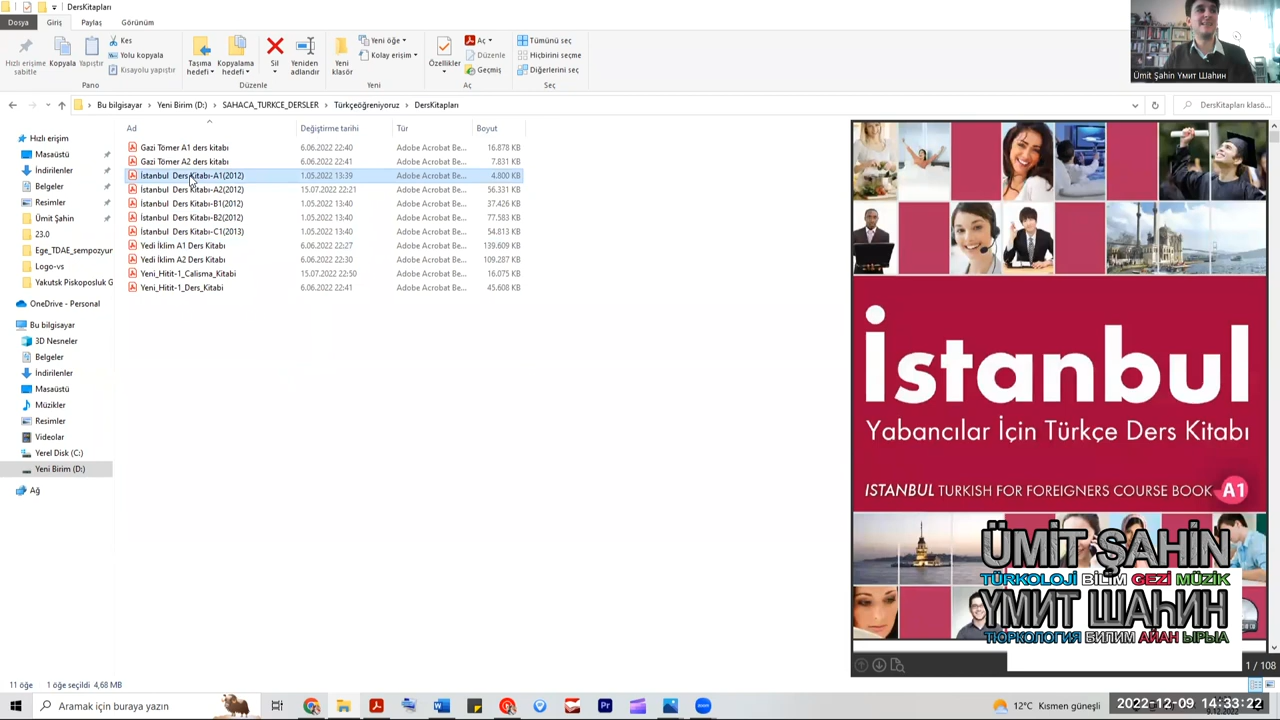 DersKitapları
Dosya Giriş Paylaş Görünüm
Hızlı erişime sabitle
Kopyala
Yapıştır
Kes
Yolu kopyala
Kısayolu yapıştır
Pano
Taşıma hedefi
Kopyalama hedefi
Sil
Yeniden adlandır
Düzenle
Yeni klasör
Yeni öğe
Kolay erişim
Yeni
Özellikler
Aç
Düzenle
Geçmiş
Aç
Tümünü seç
Hiçbirini seçme
Diğerlerini seç
Seç
Ümit Şahin Үмит Шаһин
Bu bilgisayar > Yeni Birim (D:) > SAHACA_TURKCE_DERSLER > Türkçeöğreniyoruz > DersKitapları
DersKitapları klasö...
Ad Değiştirme tarihi Tür Boyut
Gazi Tömer A1 ders kitabı 6.06.2022 22:40 Adobe Acrobat Be... 16.878 KB
Gazi Tömer A2 ders kitabı 6.06.2022 22:41 Adobe Acrobat Be... 7.831 KB
İstanbul Ders Kitabı-A1(2012) 1.05.2022 13:39 Adobe Acrobat Be... 4.800 KB
İstanbul Ders Kitabı-A2(2012) 15.07.2022 22:21 Adobe Acrobat Be... 56.331 KB
İstanbul Ders Kitabı-B1(2012) 1.05.2022 13:40 Adobe Acrobat Be... 37.426 KB
İstanbul Ders Kitabı-B2(2012) 1.05.2022 13:40 Adobe Acrobat Be... 77.583 KB
İstanbul Ders Kitabı-C1(2013) 1.05.2022 13:40 Adobe Acrobat Be... 54.813 KB
Yedi İklim A1 Ders Kitabı 6.06.2022 22:27 Adobe Acrobat Be... 139.609 KB
Yedi İklim A2 Ders Kitabı 6.06.2022 22:30 Adobe Acrobat Be... 109.287 KB
Yeni_Hitit-1_Calisma_Kitabi 15.07.2022 22:50 Adobe Acrobat Be... 16.075 KB
Yeni_Hitit-1_Ders_Kitabi 6.06.2022 22:41 Adobe Acrobat Be... 45.608 KB
Hızlı erişim
Masaüstü
İndirilenler
Belgeler
Resimler
Ümit Şahin
23.0
Ege_TDAE_sempozyur
Logo-vs
Yakutsk Piskoposluk G
OneDrive - Personal
Bu bilgisayar
3D Nesneler
Belgeler
İndirilenler
Masaüstü
Müzikler
Resimler
Videolar
Yerel Disk (C:)
Yeni Birim (D:)
Ağ
İstanbul
Yabancılar İçin Türkçe Ders Kitabı
ISTANBUL TURKISH FOR FOREIGNERS COURSE BOOK A1
ÜMİT ŞAHİN
TÜRKOLOJİ BİLİM GEZİ MÜZİK
ҮМИТ ШАҺИН
ТЮРКОЛОГИЯ БИЛИМ АЙАН ЫРЫА
1 / 108
11 öğe 1 öğe seçildi 4,68 MB
Aramak için buraya yazın
12°C Kısmen güneşli
2022-12-09 14:33:22